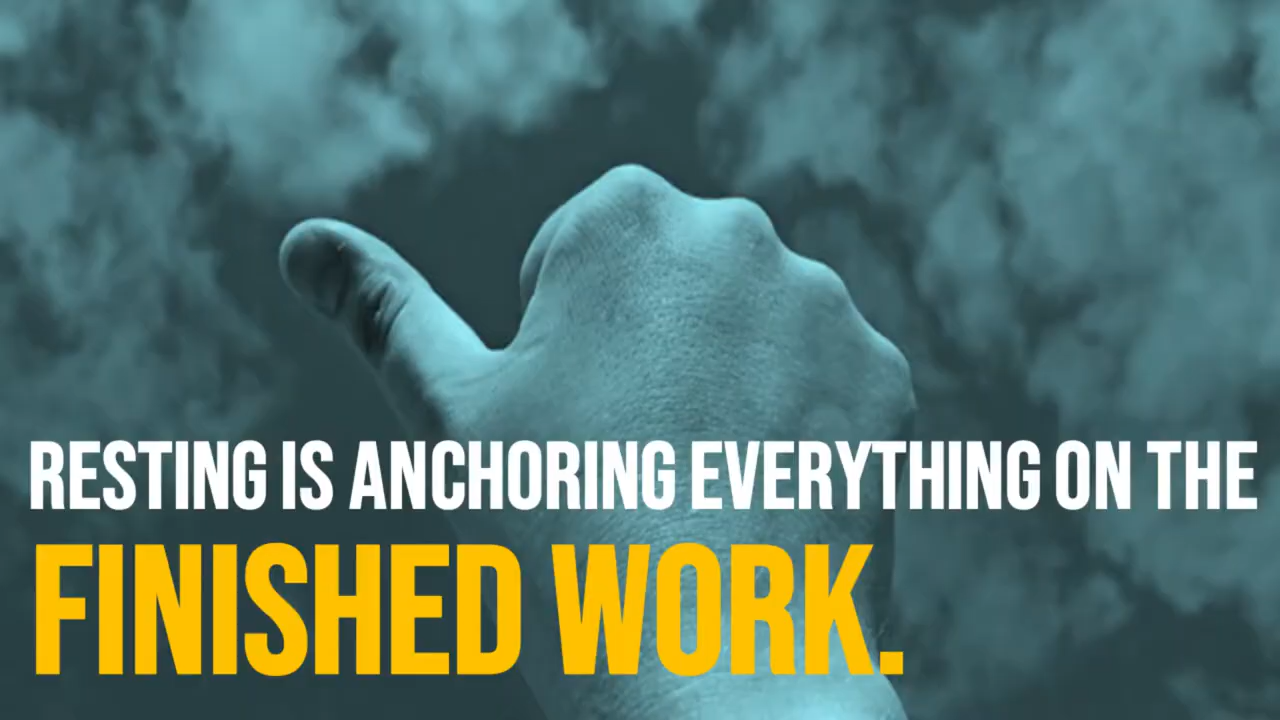 RESTING IS ANCHORING EVERYTHING ON THE
FINISHED WORK.